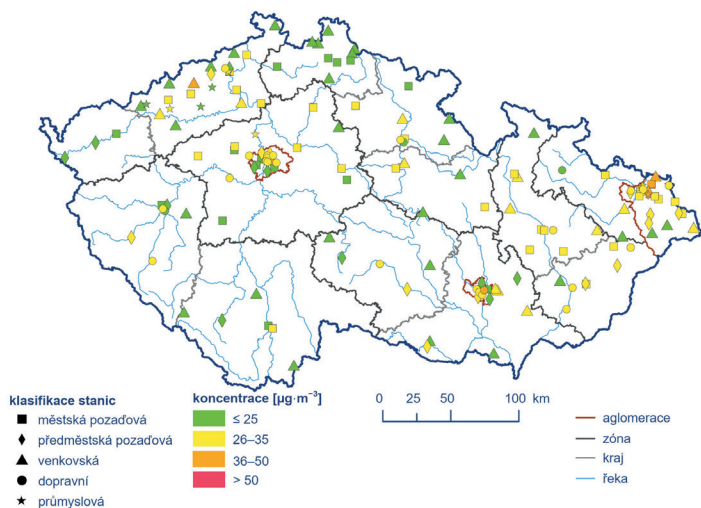 klasifikace stanic
městská pozaďová
předměstská pozaďová
venkovská
dopravní
průmyslová
koncentrace [µg·m⁻³]
≤ 25
26–35
36–50
> 50
0 25 50 100 km
aglomerace
zóna
kraj
řeka